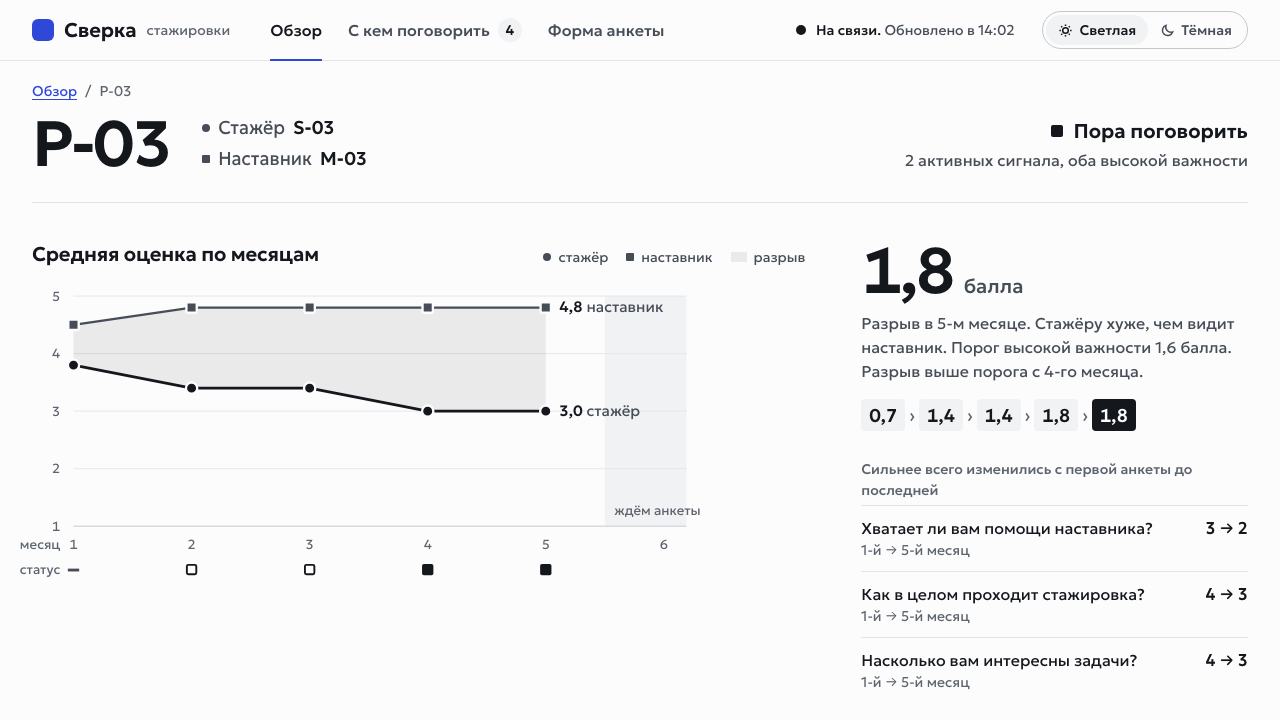 Сверка стажировки
Обзор
С кем поговорить 4
Форма анкеты
На связи. Обновлено в 14:02
Светлая
Тёмная
Обзор / P-03
P-03
Стажёр S-03
Наставник M-03
Пора поговорить
2 активных сигнала, оба высокой важности
Средняя оценка по месяцам
стажёр
наставник
разрыв
5
4
3
2
1
4,8 наставник
3,0 стажёр
ждём анкеты
месяц 1 2 3 4 5 6
статус
1,8 балла
Разрыв в 5-м месяце. Стажёру хуже, чем видит
наставник. Порог высокой важности 1,6 балла.
Разрыв выше порога с 4-го месяца.
0,7 › 1,4 › 1,4 › 1,8 › 1,8
Сильнее всего изменились с первой анкеты до
последней
Хватает ли вам помощи наставника? 3 → 2
1-й → 5-й месяц
Как в целом проходит стажировка? 4 → 3
1-й → 5-й месяц
Насколько вам интересны задачи? 4 → 3
1-й → 5-й месяц